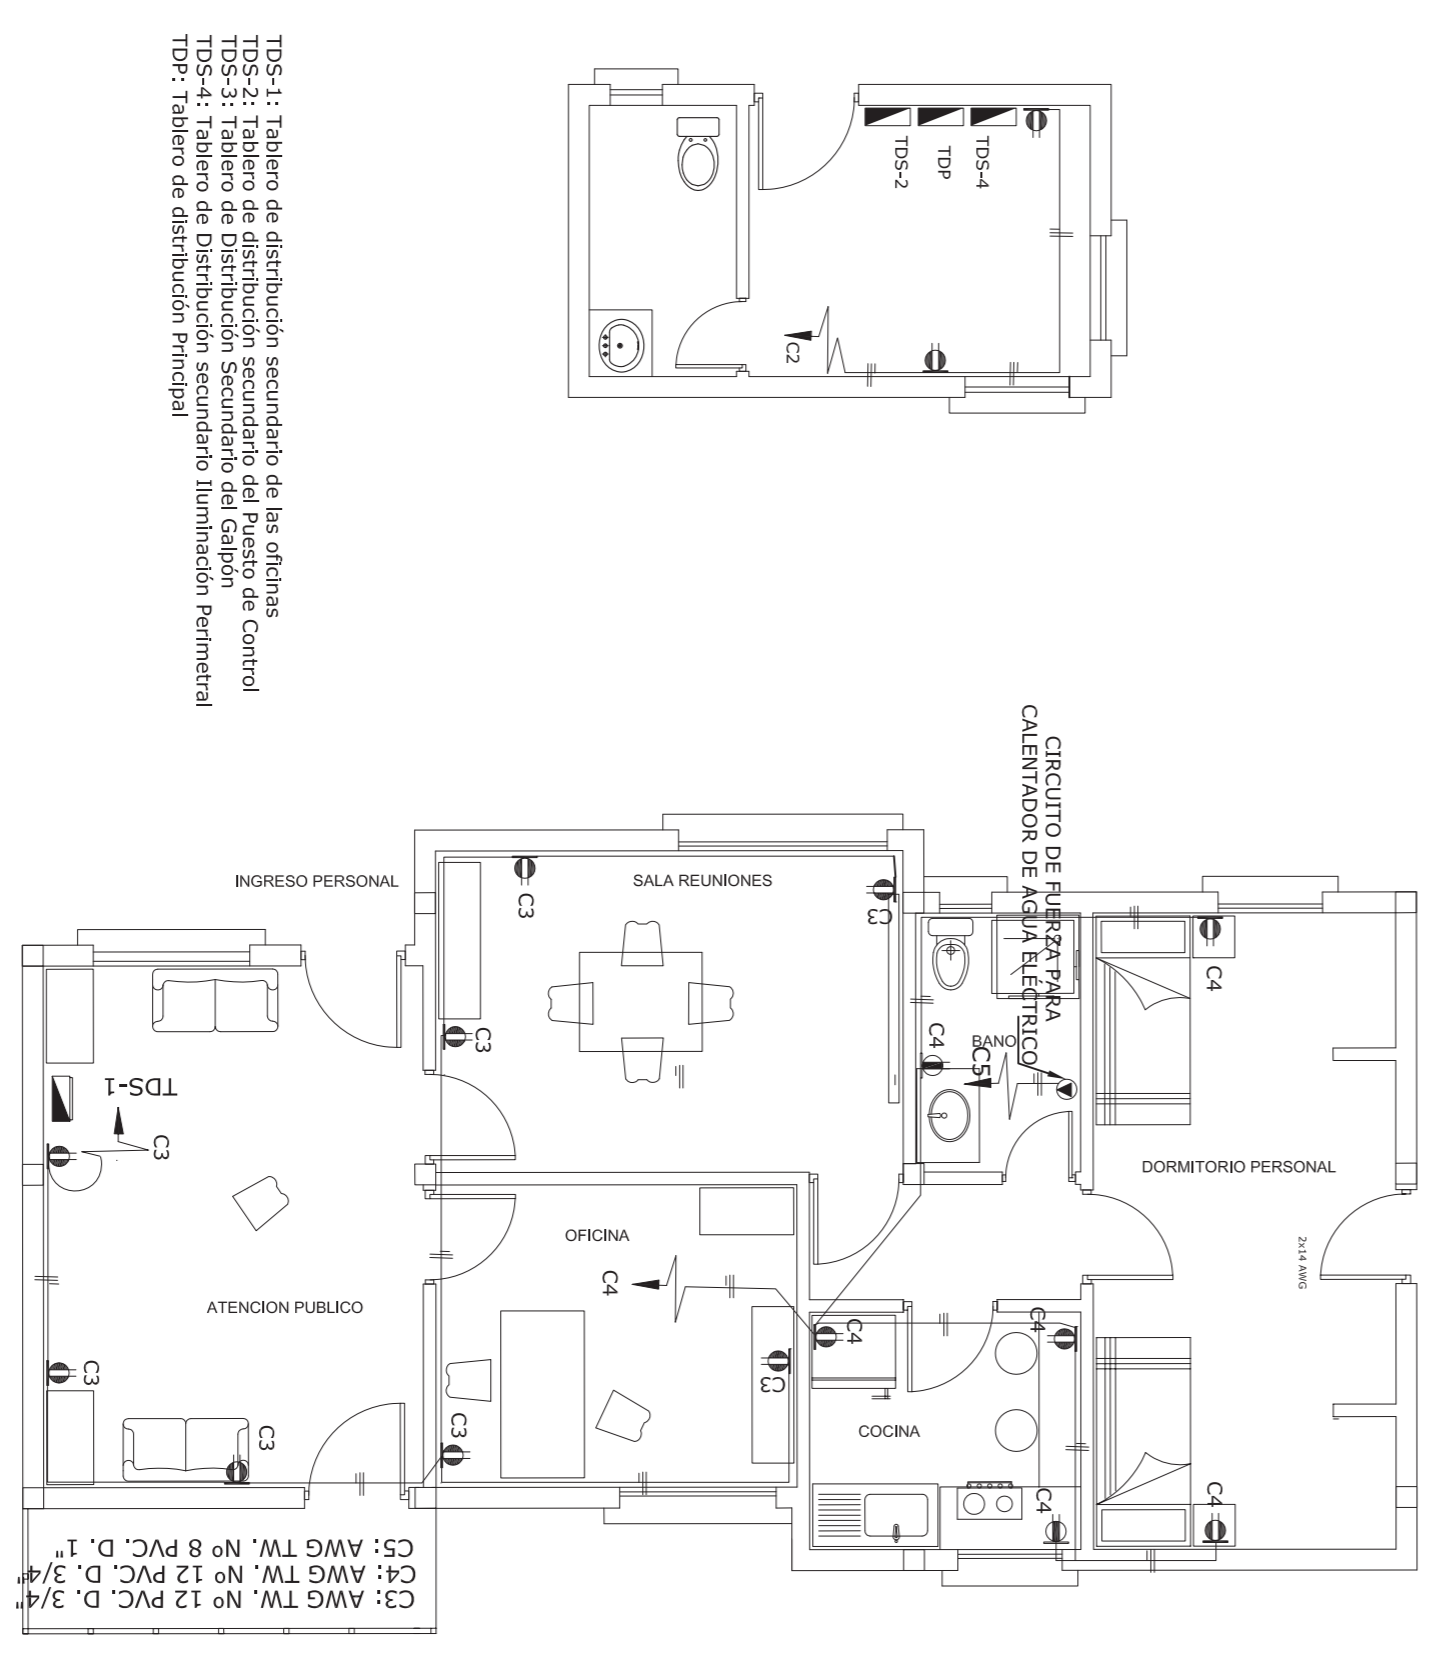 TDS-1: Tablero de distribución secundario de las oficinas
TDS-2: Tablero de distribución secundario del Puesto de Control
TDS-3: Tablero de Distribución Secundario del Galpón
TDS-4: Tablero de Distribución secundario Iluminación Perimetral
TDP: Tablero de distribución Principal
TDS-2
TDP
TDS-4
C2
CIRCUITO DE FUERZA PARA
CALENTADOR DE AGUA ELÉCTRICO
INGRESO PERSONAL
SALA REUNIONES
C3
C3
C3
C4
C4
BANO
C5
TDS-1
C3
DORMITORIO PERSONAL
OFICINA
C4
2x14 AWG
ATENCION PUBLICO
C4
C4
C3
C3
C3
C3
COCINA
C4
C4
C5: AWG TW. Nº 8 PVC. D. 1"
C4: AWG TW. Nº 12 PVC. D. 3/4"
C3: AWG TW. Nº 12 PVC. D. 3/4"